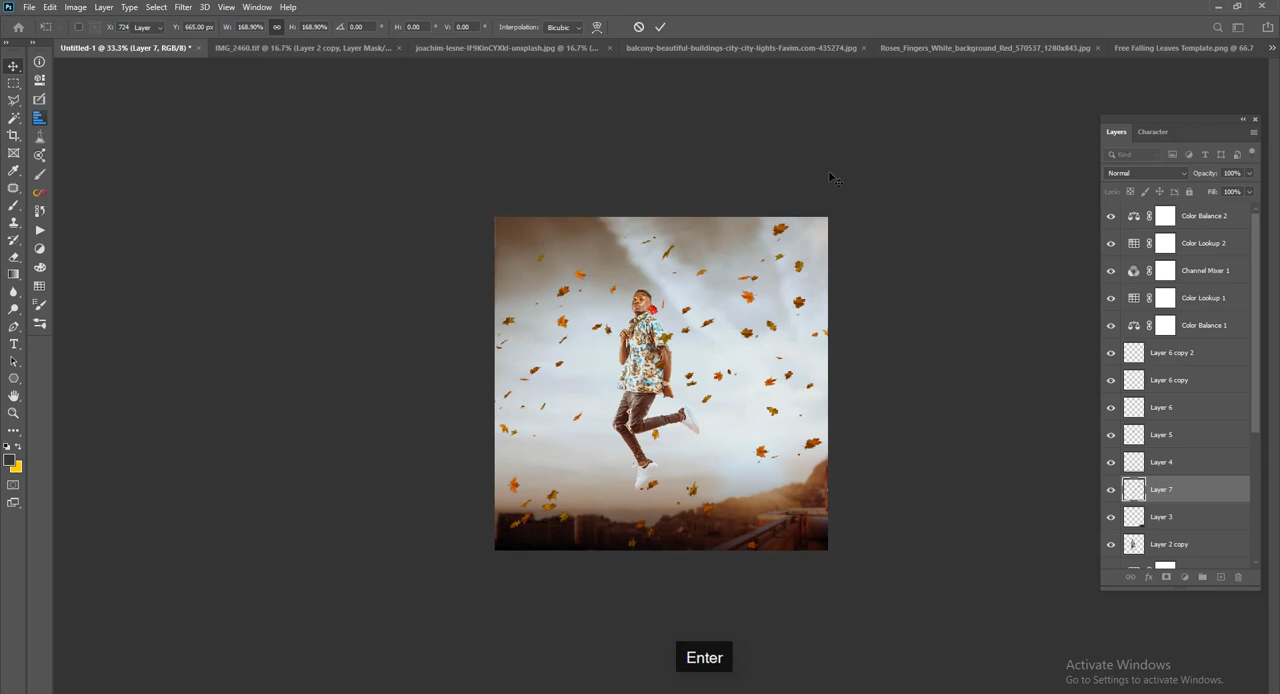 Ps File Edit Image Layer Type Select Filter 3D View Window Help
X: 724 Layer Y: 665.00 px W: 168.90% H: 168.90% 0.00 ° H: 0.00 ° V: 0.00 ° Interpolation: Bicubic
Untitled-1 @ 33.3% (Layer 7, RGB/8) * × IMG_2460.tif @ 16.7% (Layer 2 copy, Layer Mask/... × joachim-lesne-IF9KinCYXkI-unsplash.jpg @ 16.7% (... × balcony-beautiful-buildings-city-city-lights-Favim.com-435274.jpg × Roses_Fingers_White_background_Red_570537_1280x843.jpg × Free Falling Leaves Template.png @ 66.7
Layers Character
Kind
Normal Opacity: 100%
Lock: Fill: 100%
Color Balance 2
Color Lookup 2
Channel Mixer 1
Color Lookup 1
Color Balance 1
Layer 6 copy 2
Layer 6 copy
Layer 6
Layer 5
Layer 4
Layer 7
Layer 3
Layer 2 copy
fx
Enter
Activate Windows
Go to Settings to activate Windows.